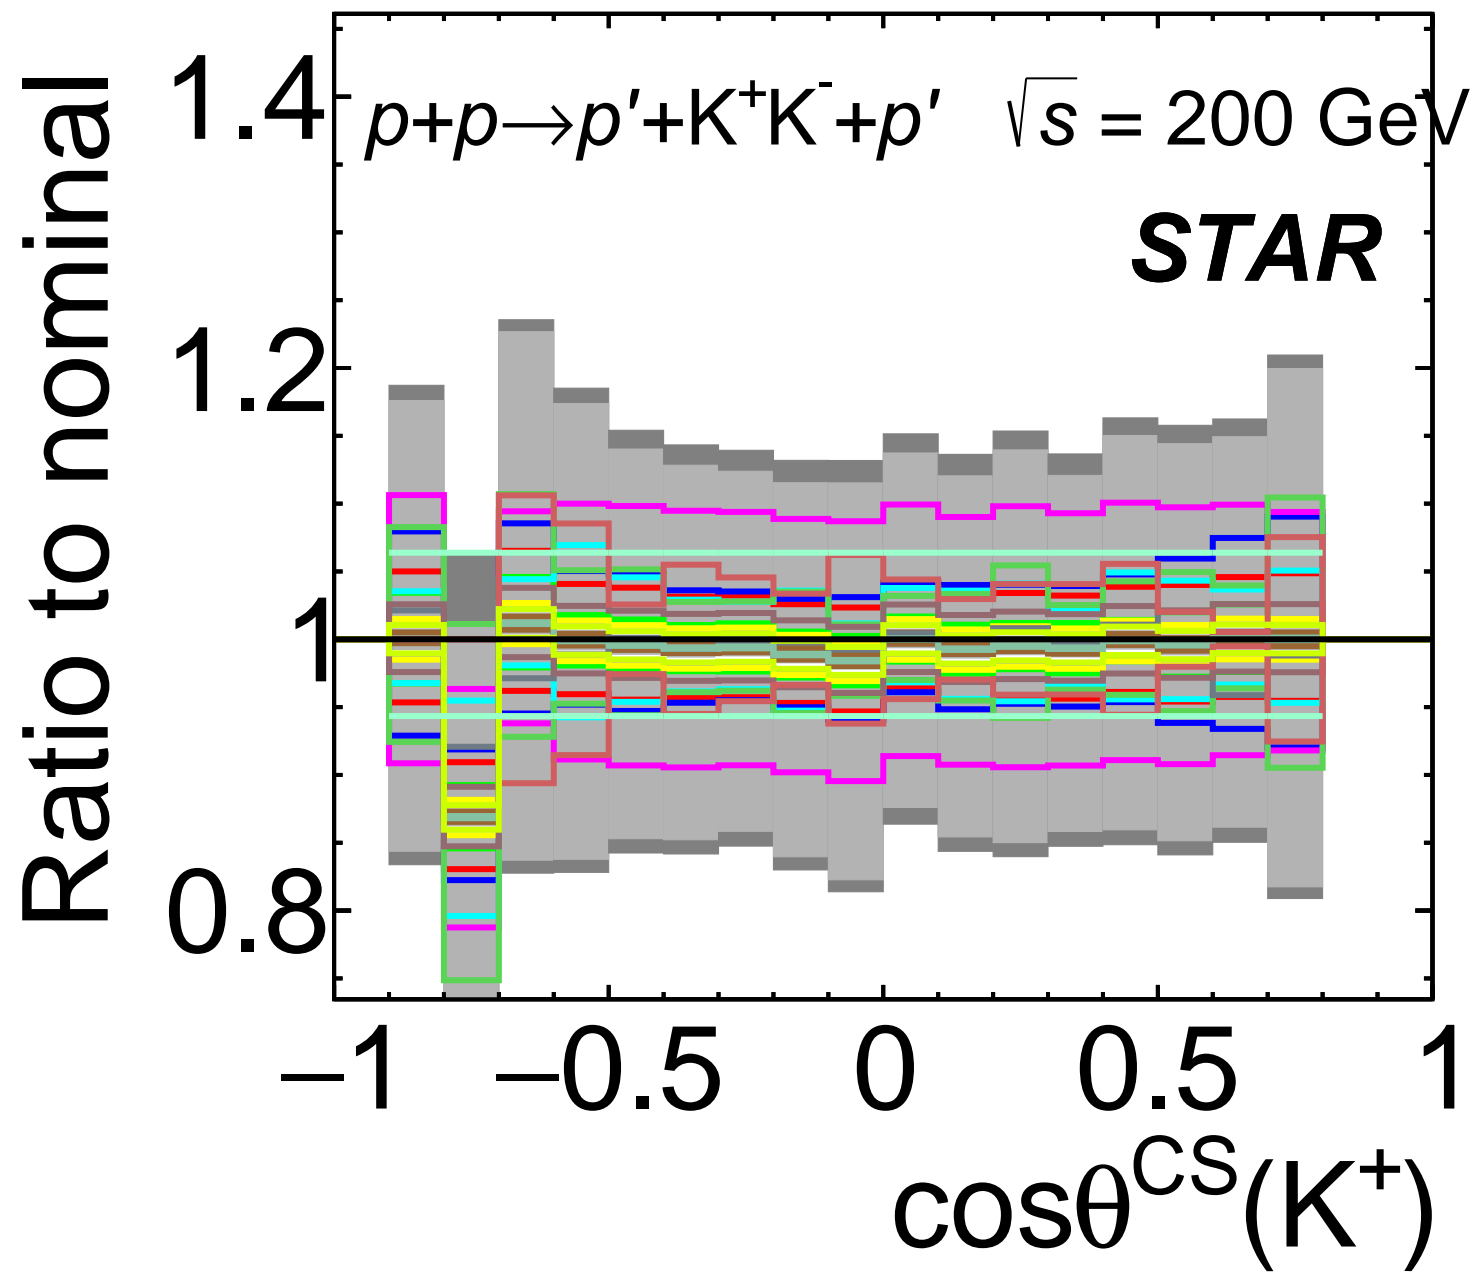 Ratio to nominal
p+p→p′+K⁺K⁻+p′ √s = 200 GeV
STAR
1.4
1.2
1
0.8
−1 −0.5 0 0.5 1
cosθ^CS(K⁺)